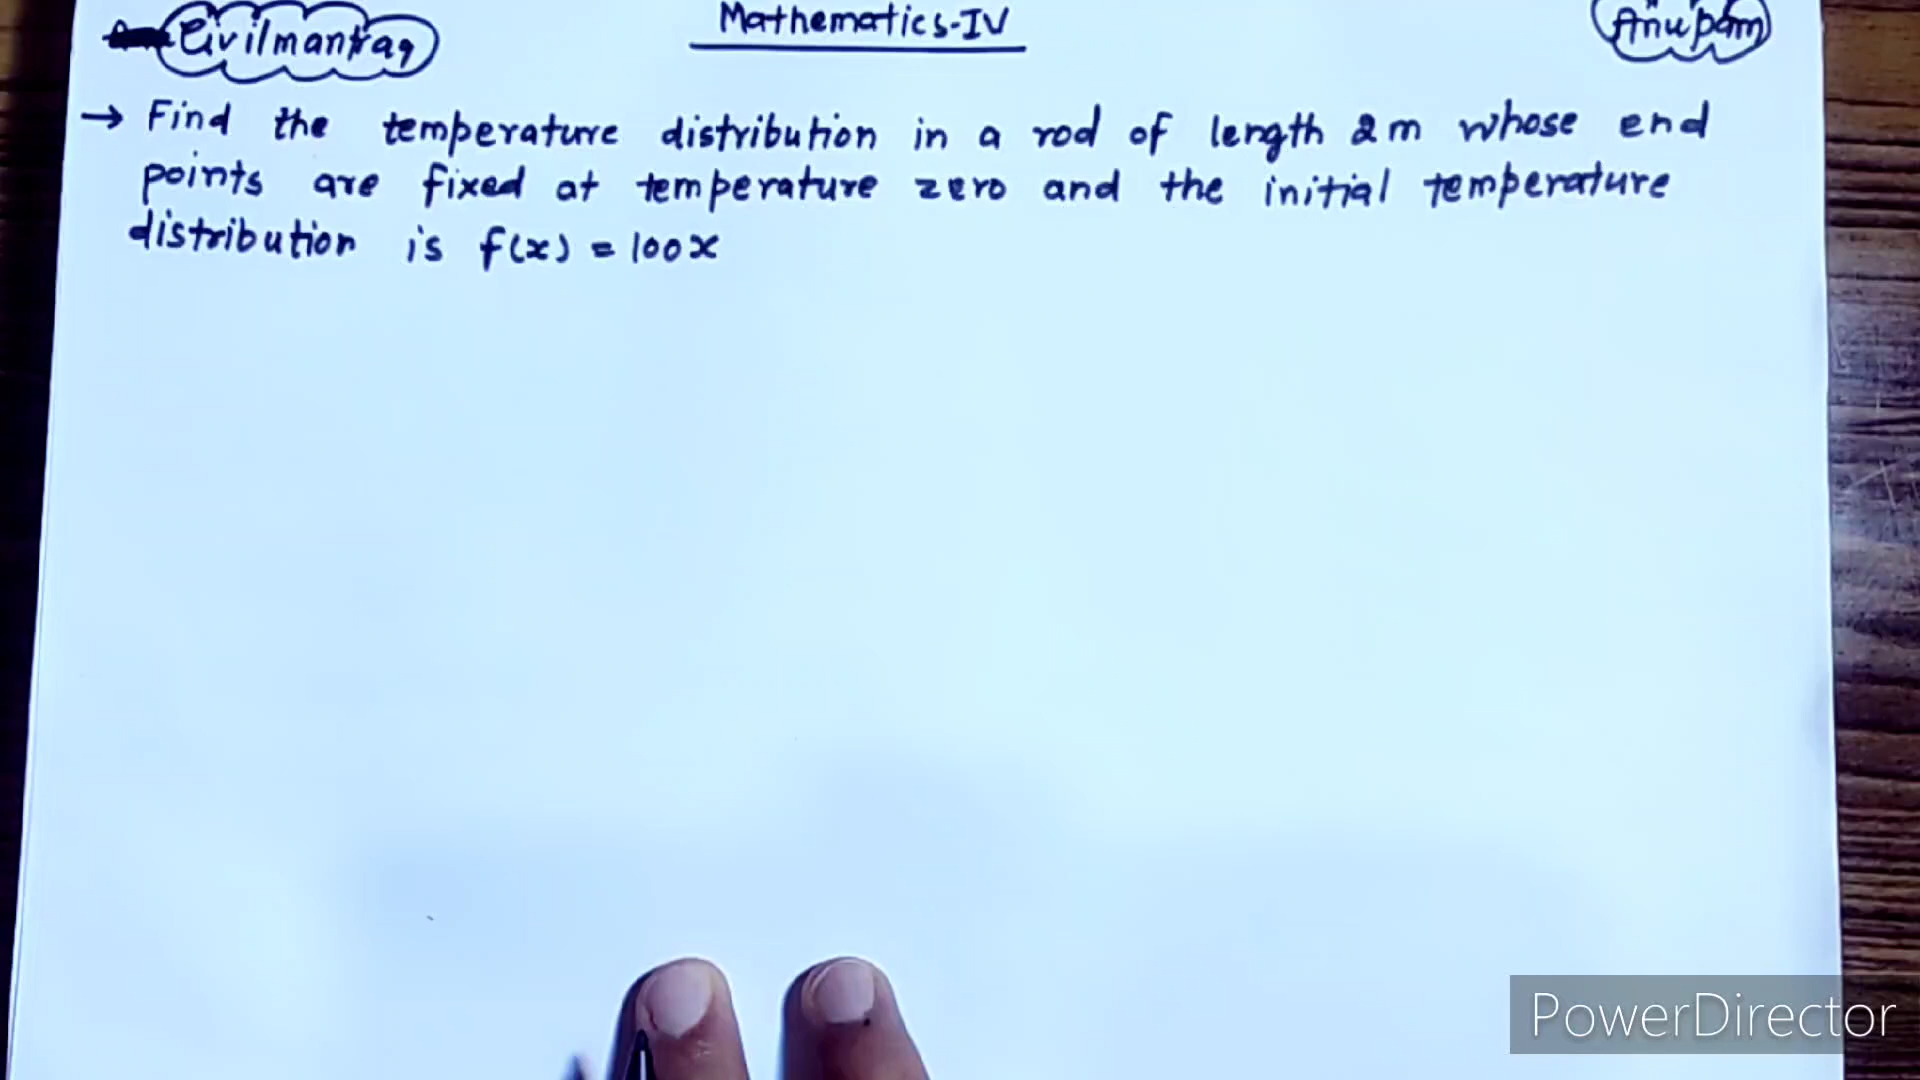 Civilmantrag
Mathematics-IV
Anupam
→ Find the temperature distribution in a rod of length 2m whose end
points are fixed at temperature zero and the initial temperature
distribution is f(x) = 100x
PowerDirector